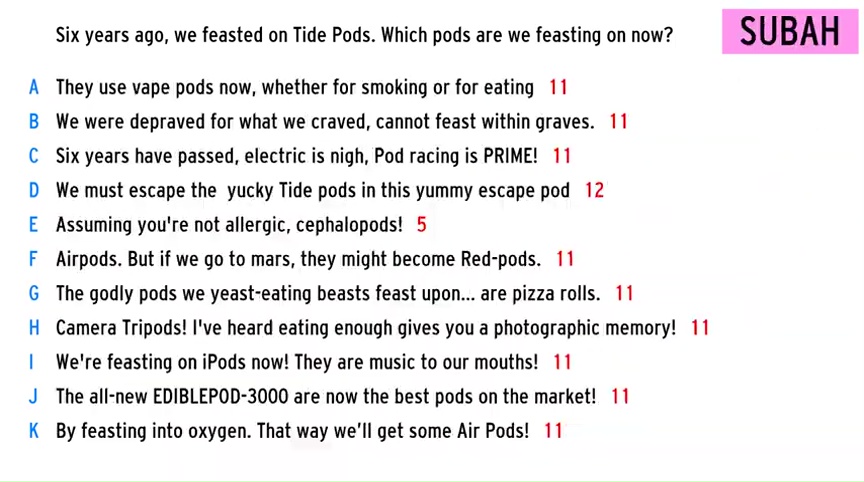 Six years ago, we feasted on Tide Pods. Which pods are we feasting on now?
SUBAH
A They use vape pods now, whether for smoking or for eating 11
B We were depraved for what we craved, cannot feast within graves. 11
C Six years have passed, electric is nigh, Pod racing is PRIME! 11
D We must escape the yucky Tide pods in this yummy escape pod 12
E Assuming you're not allergic, cephalopods! 5
F Airpods. But if we go to mars, they might become Red-pods. 11
G The godly pods we yeast-eating beasts feast upon... are pizza rolls. 11
H Camera Tripods! I've heard eating enough gives you a photographic memory! 11
I We're feasting on iPods now! They are music to our mouths! 11
J The all-new EDIBLEPOD-3000 are now the best pods on the market! 11
K By feasting into oxygen. That way we'll get some Air Pods! 11